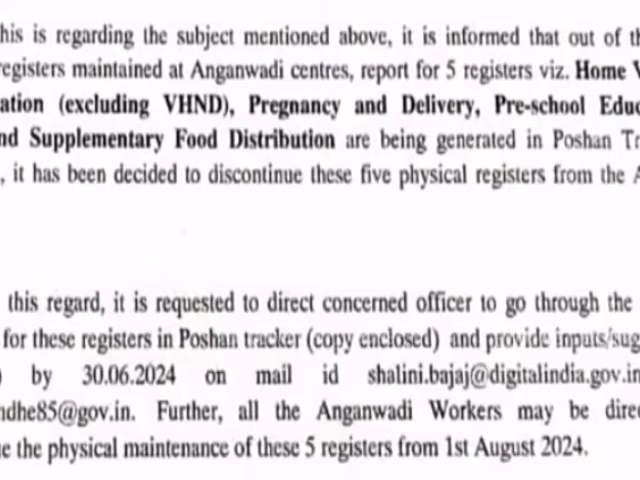 his is regarding the subject mentioned above, it is informed that out of th
registers maintained at Anganwadi centres, report for 5 registers viz. Home V
ation (excluding VHND), Pregnancy and Delivery, Pre-school Educ
nd Supplementary Food Distribution are being generated in Poshan Tr
, it has been decided to discontinue these five physical registers from the A
this regard, it is requested to direct concerned officer to go through the
for these registers in Poshan tracker (copy enclosed) and provide inputs/sug
) by 30.06.2024 on mail id shalini.bajaj@digitalindia.gov.in
ndhe85@gov.in. Further, all the Anganwadi Workers may be direc
e the physical maintenance of these 5 registers from 1st August 2024.